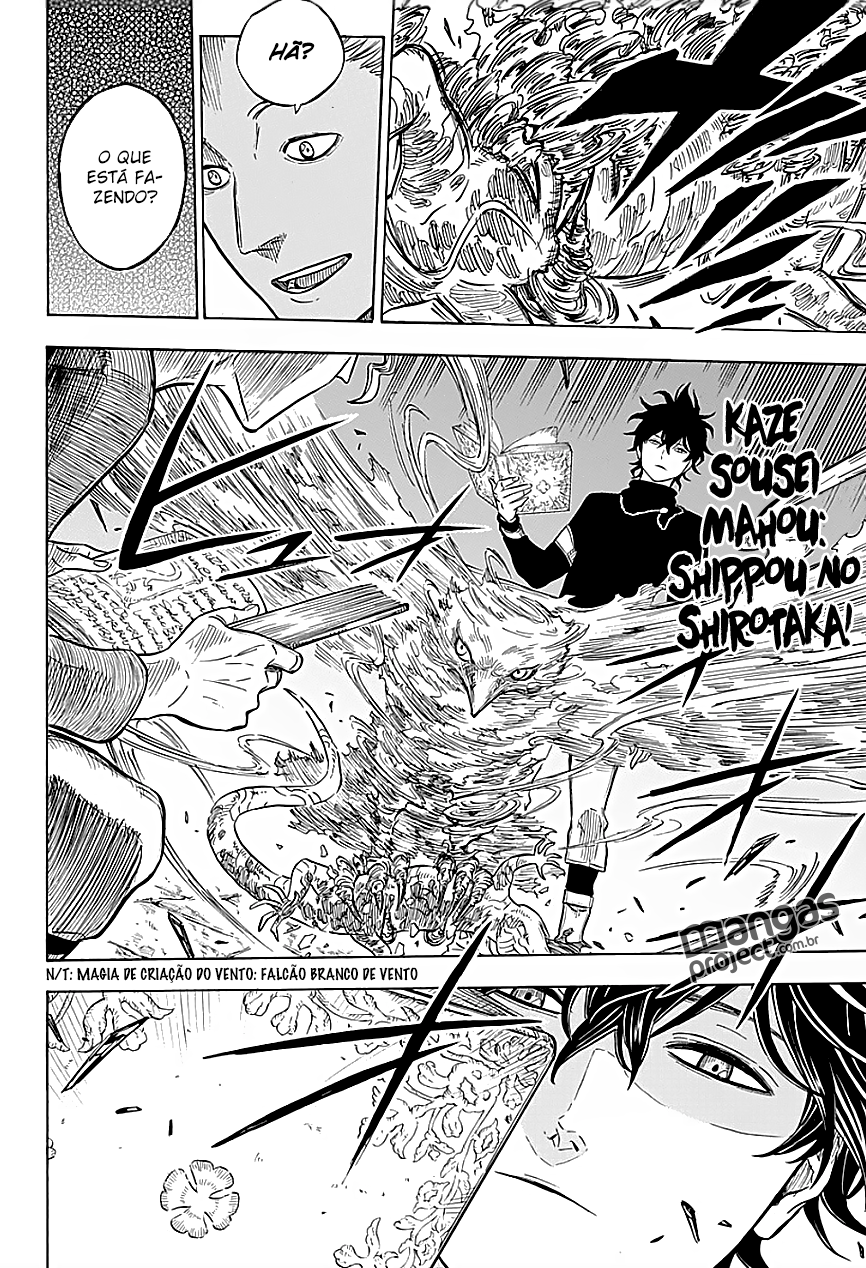 HÃ?
O QUE
ESTÁ FA-
ZENDO?
KAZE
SOUSEI
MAHOU:
SHIPPOU NO
SHIROTAKA!
N/T: MAGIA DE CRIAÇÃO DO VENTO: FALCÃO BRANCO DE VENTO
mangas
project.com.br